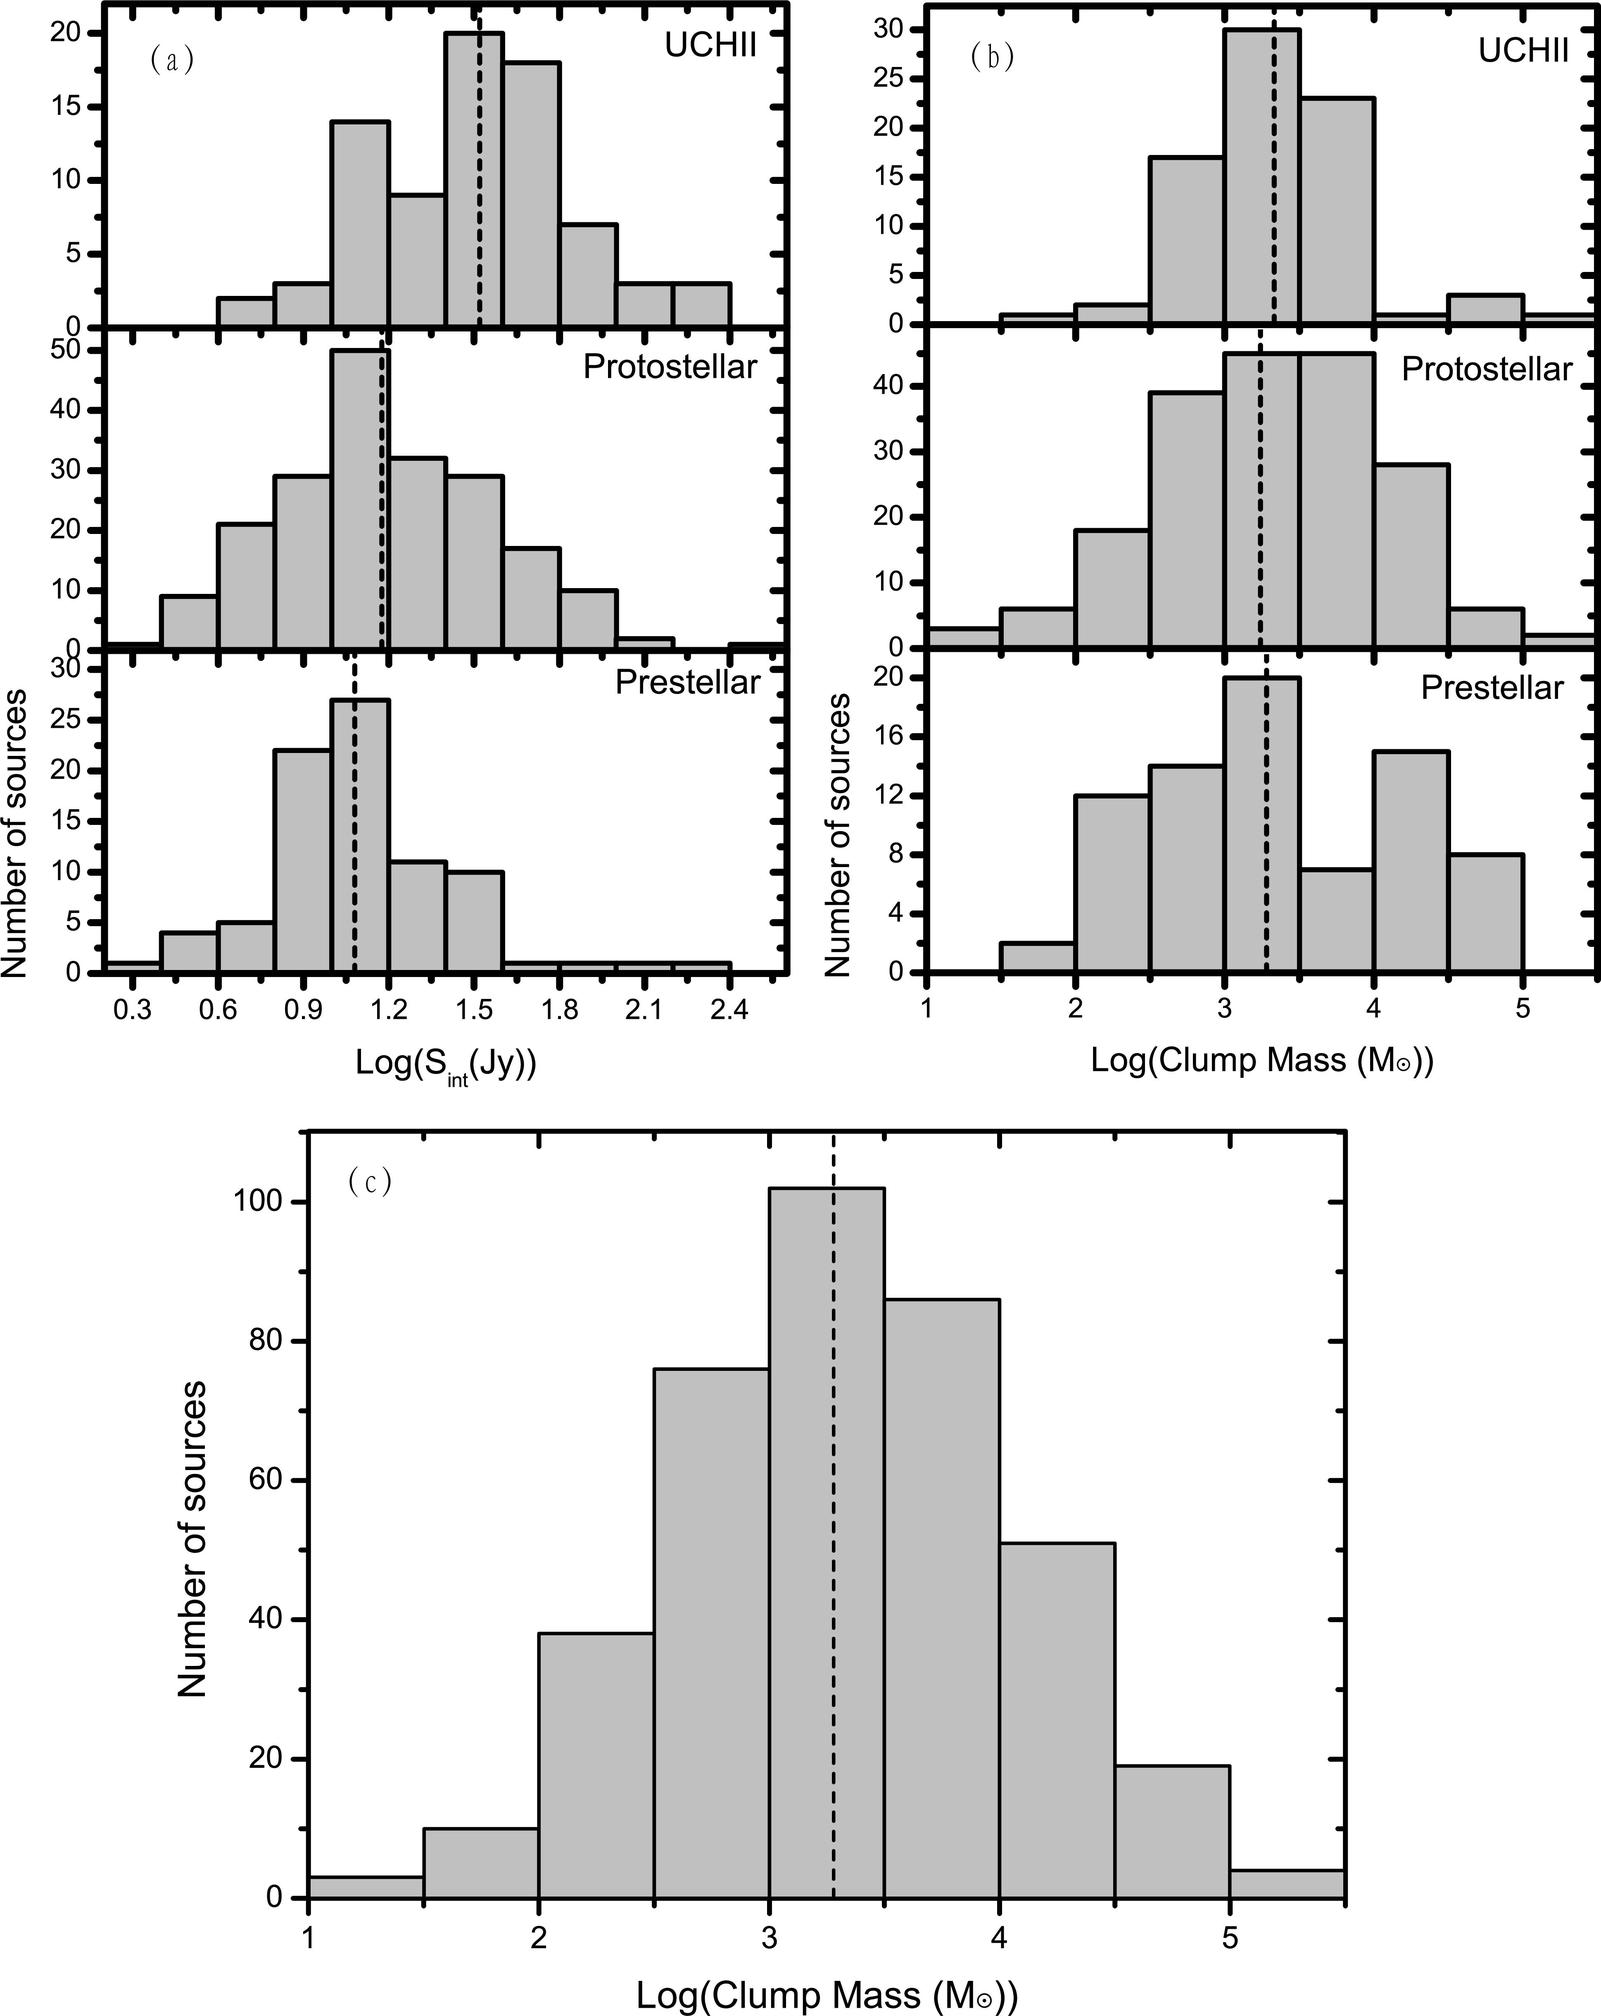 (a)
UCHII
20
15
10
5
0
Protostellar
50
40
30
20
10
0
Prestellar
30
25
20
15
10
5
0
Number of sources
0.3 0.6 0.9 1.2 1.5 1.8 2.1 2.4
Log(Sint(Jy))
(b)
UCHII
30
25
20
15
10
5
0
Protostellar
40
30
20
10
0
Prestellar
20
16
12
8
4
0
Number of sources
1 2 3 4 5
Log(Clump Mass (M☉))
(c)
100
80
60
40
20
0
Number of sources
1 2 3 4 5
Log(Clump Mass (M☉))